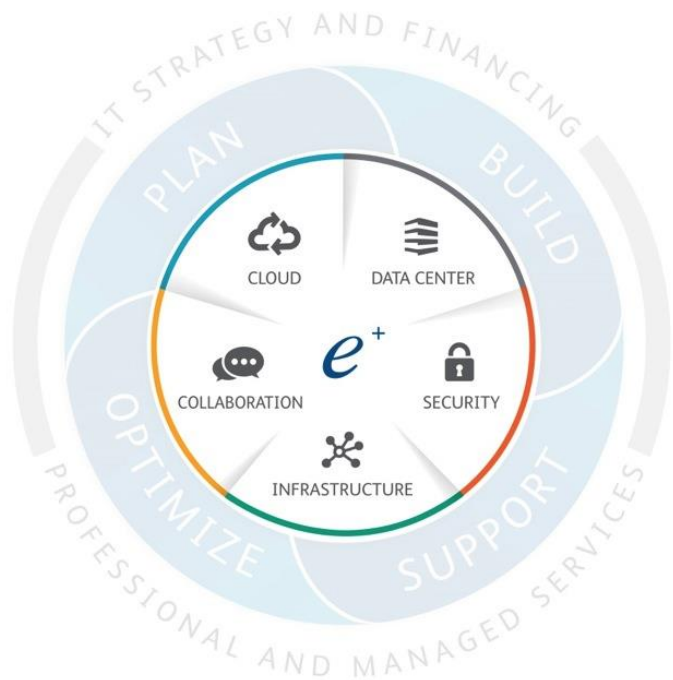 IT STRATEGY AND FINANCING
PLAN
BUILD
CLOUD
DATA CENTER
e+
COLLABORATION
SECURITY
INFRASTRUCTURE
OPTIMIZE
SUPPORT
PROFESSIONAL AND MANAGED SERVICES